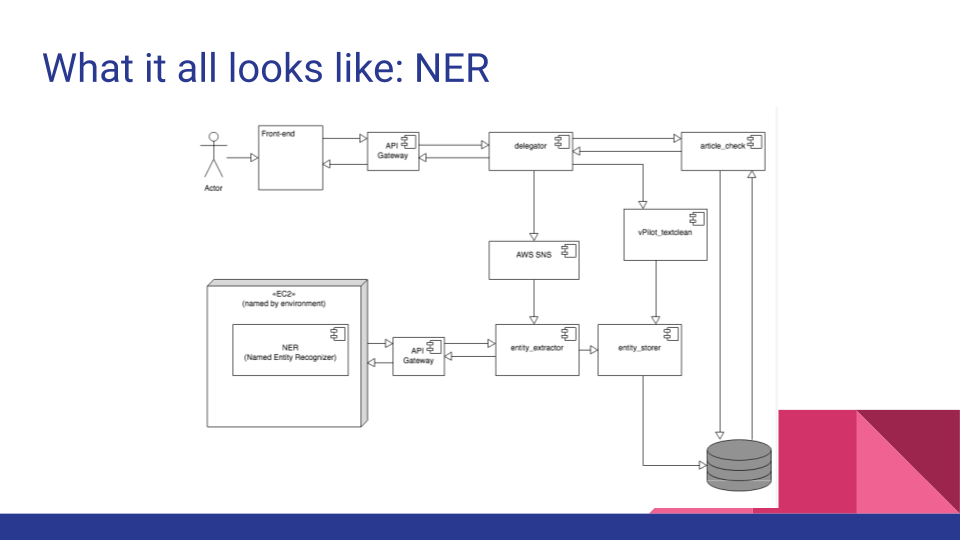 What it all looks like: NER
Front-end
API
Gateway
delegator
article_check
Actor
vPilot_textclean
AWS SNS
«EC2»
(named by environment)
NER
(Named Entity Recognizer)
API
Gateway
entity_extractor
entity_storer